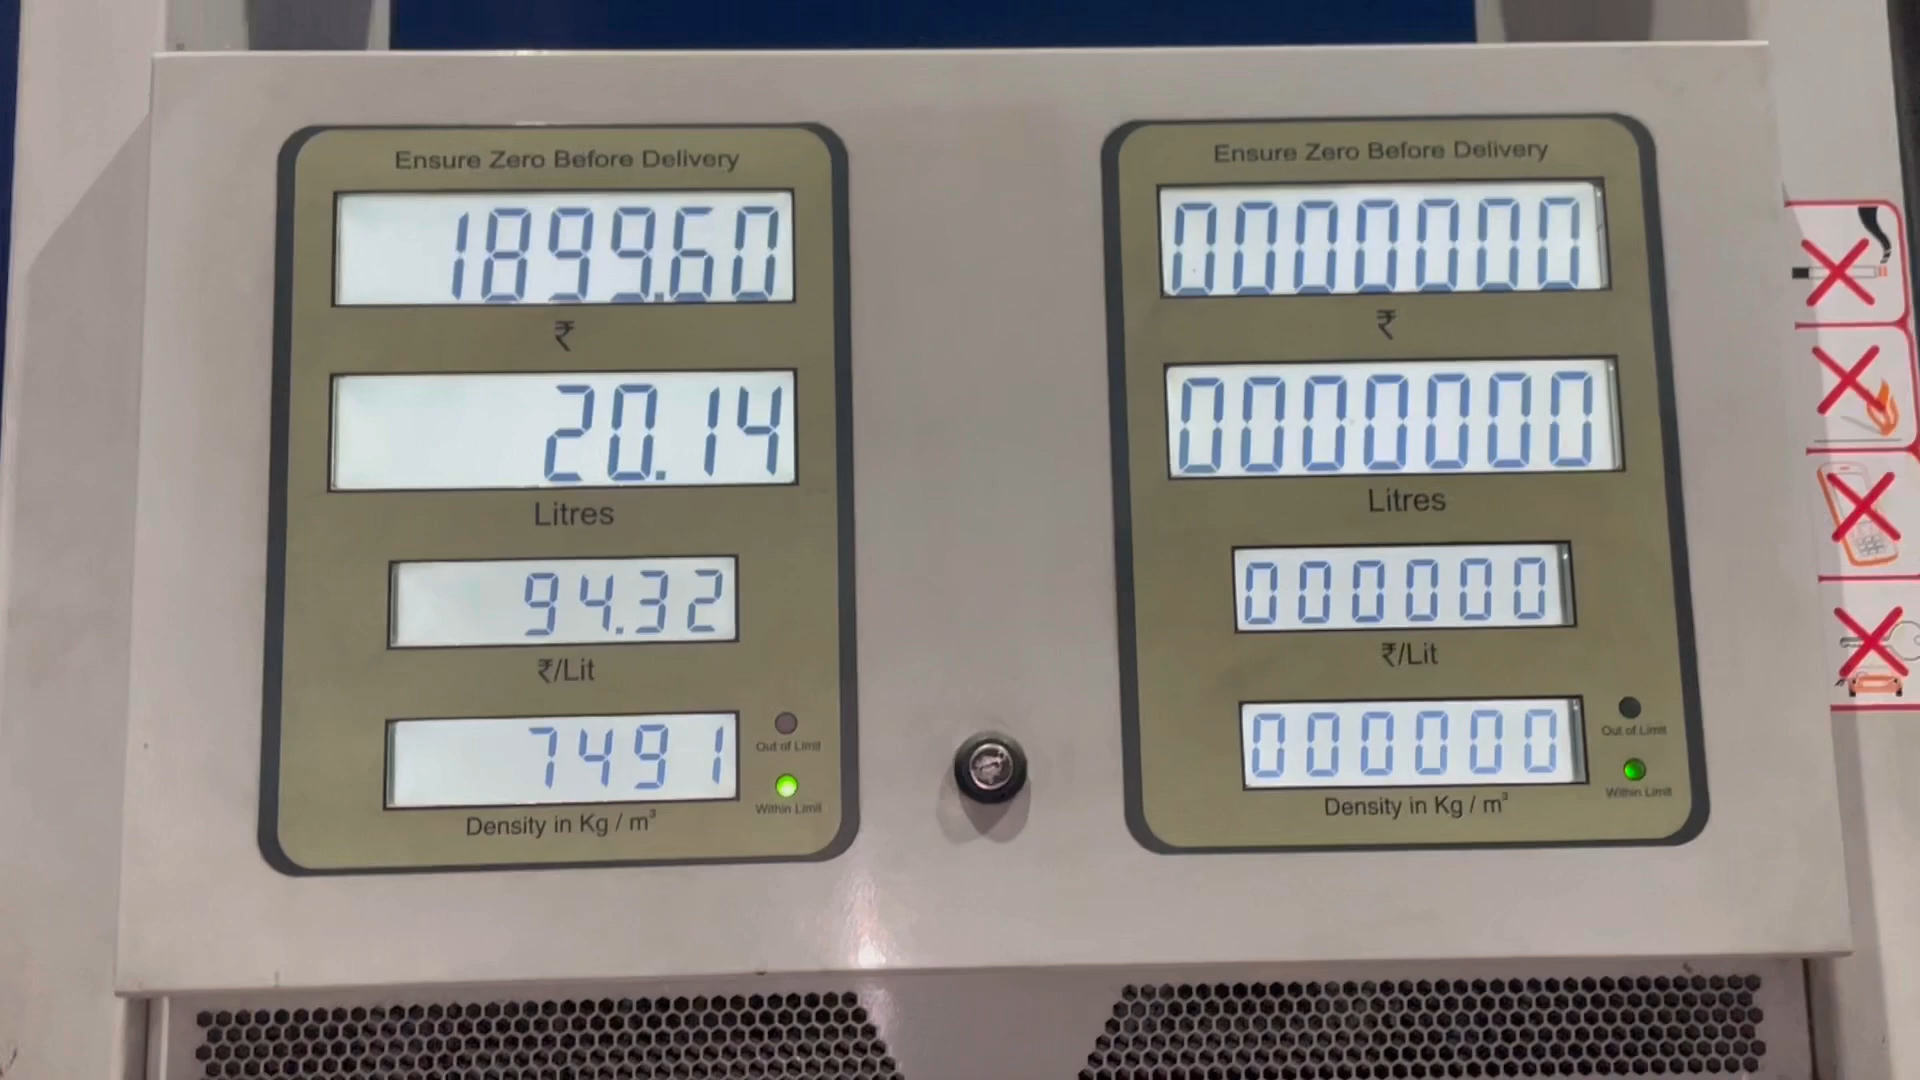 Ensure Zero Before Delivery
1899.60
₹
20.14
Litres
94.32
₹/Lit
7491
Out of Limit
Within Limit
Density in Kg / m³
Ensure Zero Before Delivery
0000000
₹
0000000
Litres
000000
₹/Lit
000000
Out of Limit
Within Limit
Density in Kg / m³